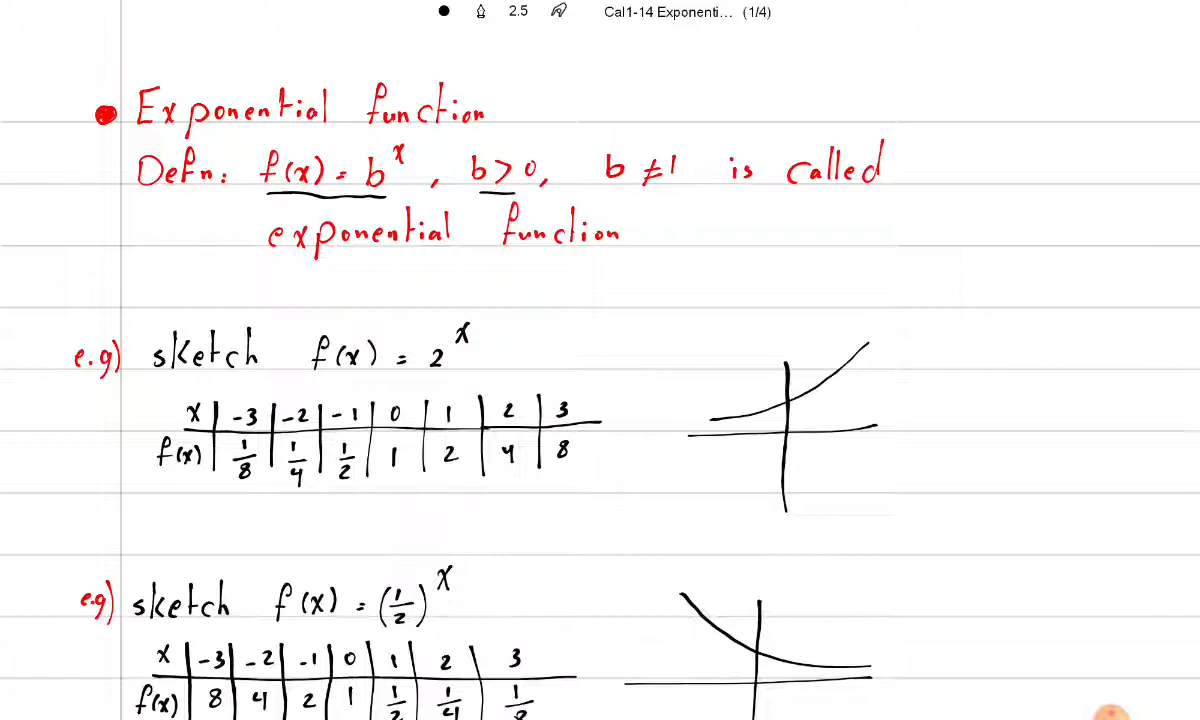 2.5 Cal1-14 Exponenti... (1/4)
Exponential function
Defn: f(x) = b^x , b > 0, b ≠ 1 is called
exponential function
e.g) sketch f(x) = 2^x
x | -3 | -2 | -1 | 0 | 1 | 2 | 3
f(x) | 1/8 | 1/4 | 1/2 | 1 | 2 | 4 | 8
e.g) sketch f(x) = (1/2)^x
x | -3 | -2 | -1 | 0 | 1 | 2 | 3
f(x) | 8 | 4 | 2 | 1 | 1/2 | 1/4 | 1/8